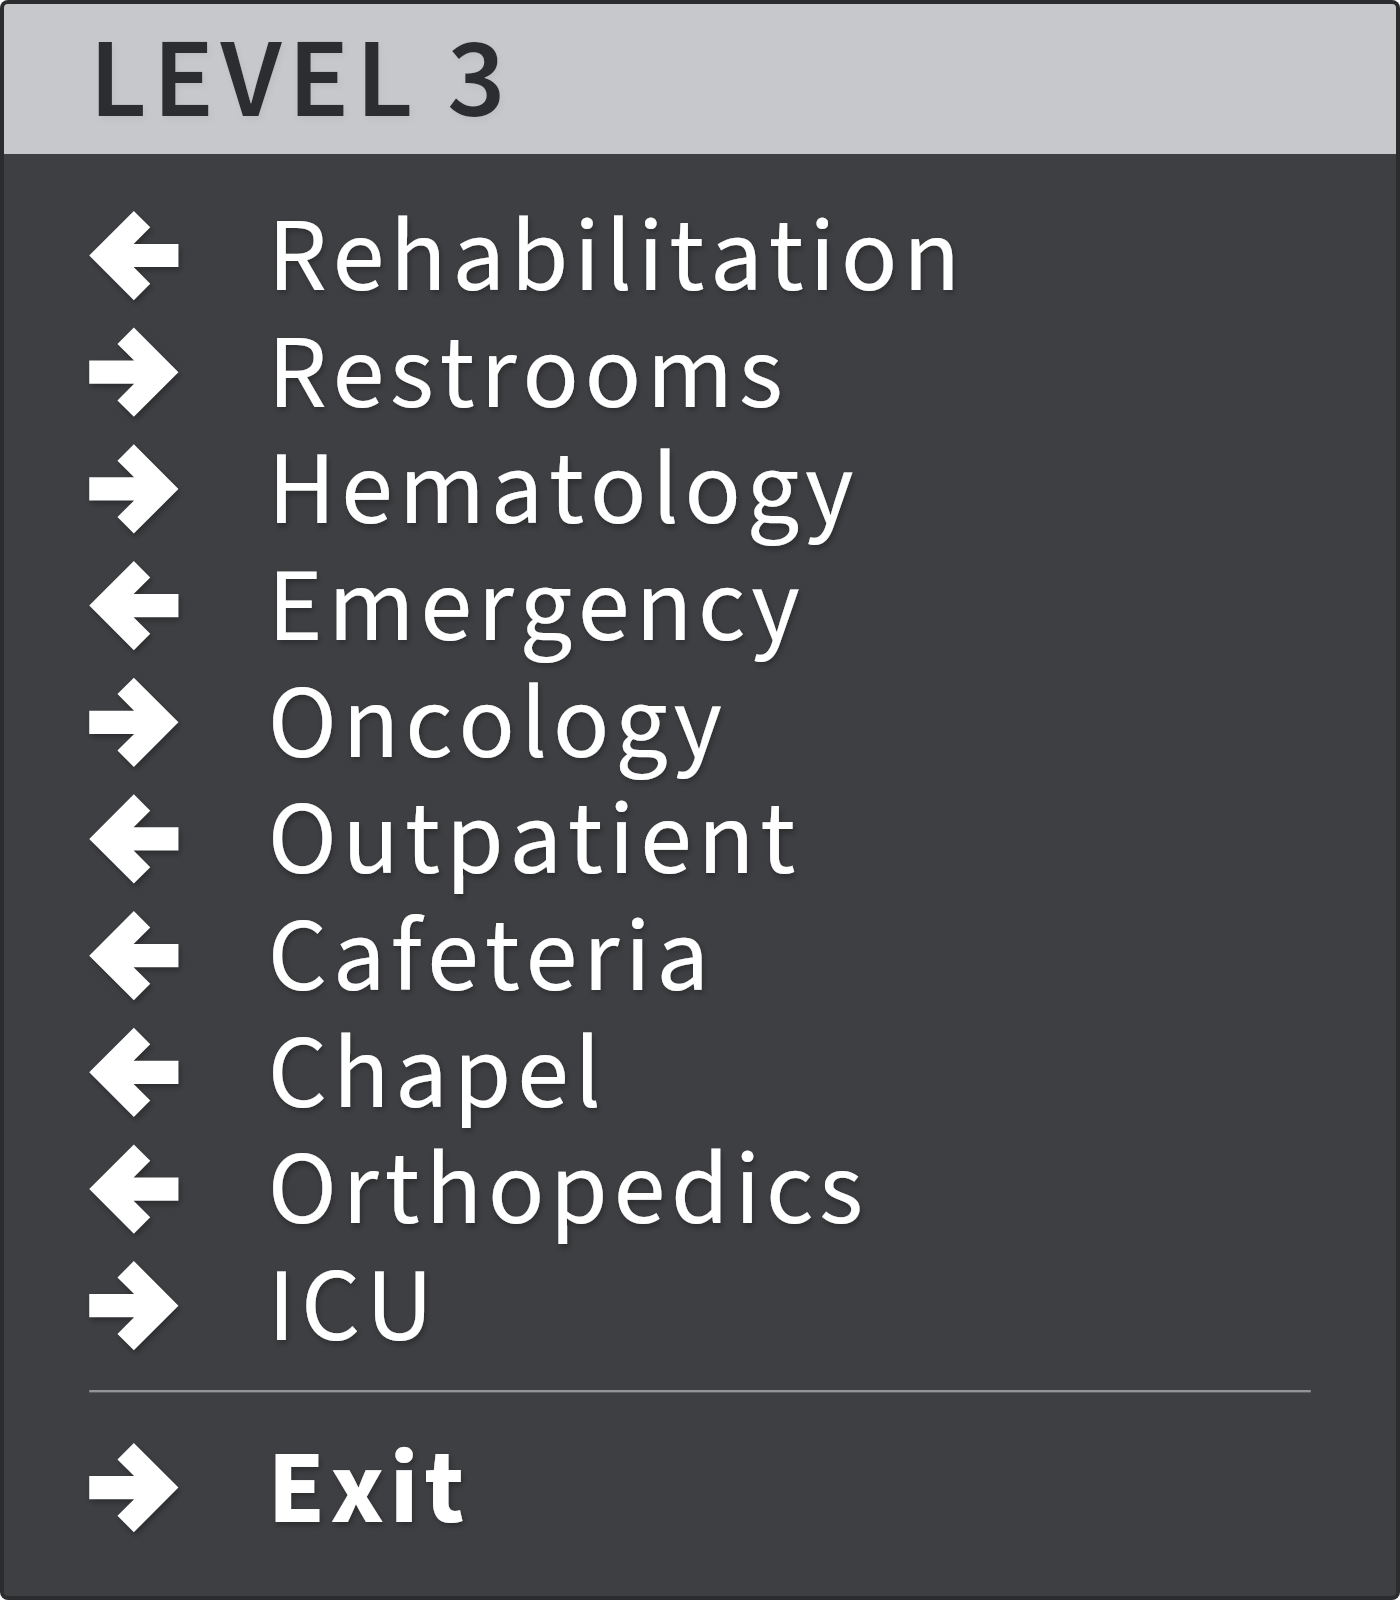 LEVEL 3
Rehabilitation
Restrooms
Hematology
Emergency
Oncology
Outpatient
Cafeteria
Chapel
Orthopedics
ICU
Exit